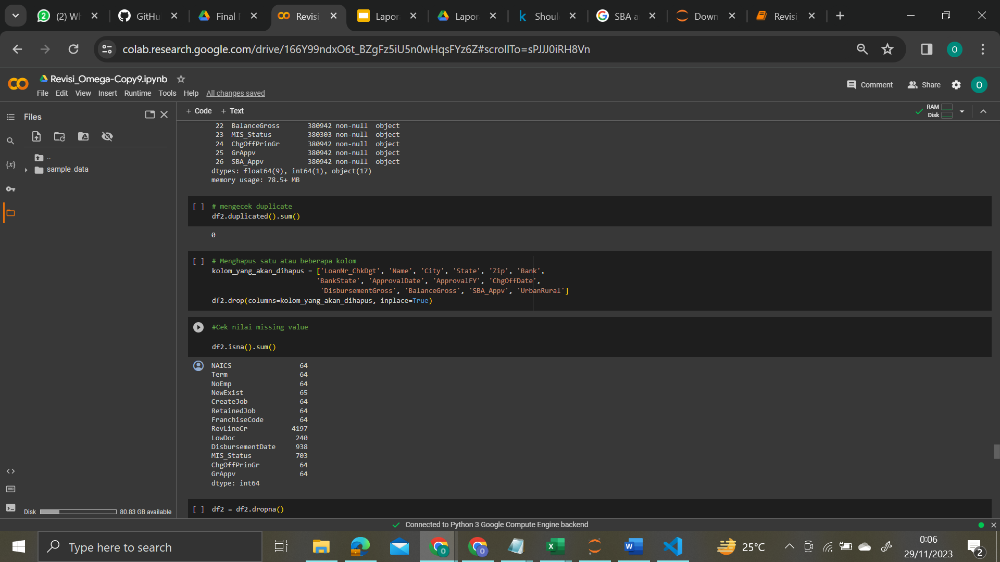 (2) Wh
GitHu
Final
Revisi
Lapor
Lapor
Shoul
SBA a
Down
Revisi
colab.research.google.com/drive/166Y99ndxO6t_BZgFz5iU5n0wHqsFYz6Z#scrollTo=sPJJJ0iRH8Vn
O
Revisi_Omega-Copy9.ipynb
File Edit View Insert Runtime Tools Help All changes saved
Comment
Share
O
Files
+ Code + Text
RAM
Disk
..
sample_data
{x}
22 BalanceGross 380942 non-null object
23 MIS_Status 380303 non-null object
24 ChgOffPrinGr 380942 non-null object
25 GrAppv 380942 non-null object
26 SBA_Appv 380942 non-null object
dtypes: float64(9), int64(1), object(17)
memory usage: 78.5+ MB
[ ] # mengecek duplicate
df2.duplicated().sum()
0
[ ] # Menghapus satu atau beberapa kolom
kolom_yang_akan_dihapus = ['LoanNr_ChkDgt', 'Name', 'City', 'State', 'Zip', 'Bank',
'BankState', 'ApprovalDate', 'ApprovalFY', 'ChgOffDate',
'DisbursementGross', 'BalanceGross', 'SBA_Appv', 'UrbanRural']
df2.drop(columns=kolom_yang_akan_dihapus, inplace=True)
#Cek nilai missing value
df2.isna().sum()
NAICS 64
Term 64
NoEmp 64
NewExist 65
CreateJob 64
RetainedJob 64
FranchiseCode 64
RevLineCr 4197
LowDoc 240
DisbursementDate 938
MIS_Status 703
ChgOffPrinGr 64
GrAppv 64
dtype: int64
[ ] df2 = df2.dropna()
Disk
80.83 GB available
Connected to Python 3 Google Compute Engine backend
Type here to search
25°C
0:06
29/11/2023
2